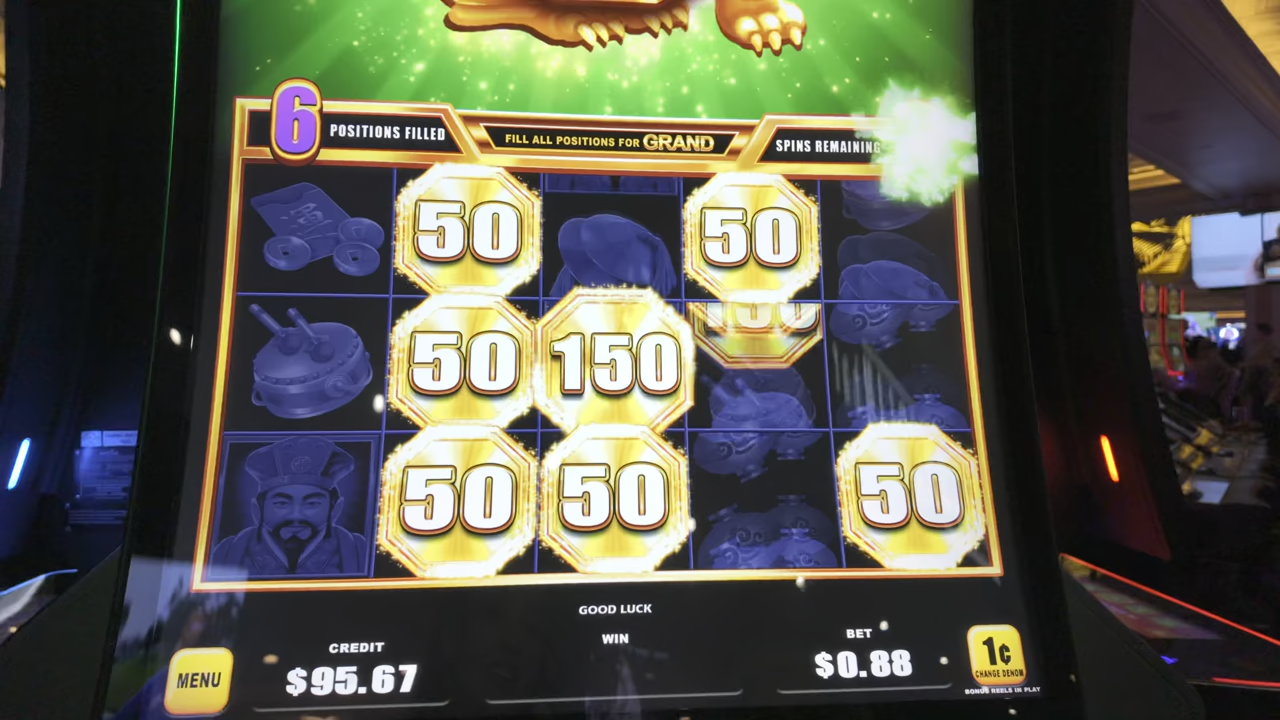 6 POSITIONS FILLED
FILL ALL POSITIONS FOR GRAND
SPINS REMAINING
50
50
50
150
50
50
50
GOOD LUCK
CREDIT
$95.67
WIN
BET
$0.88
MENU
1¢
CHANGE DENOM
BONUS REELS IN PLAY